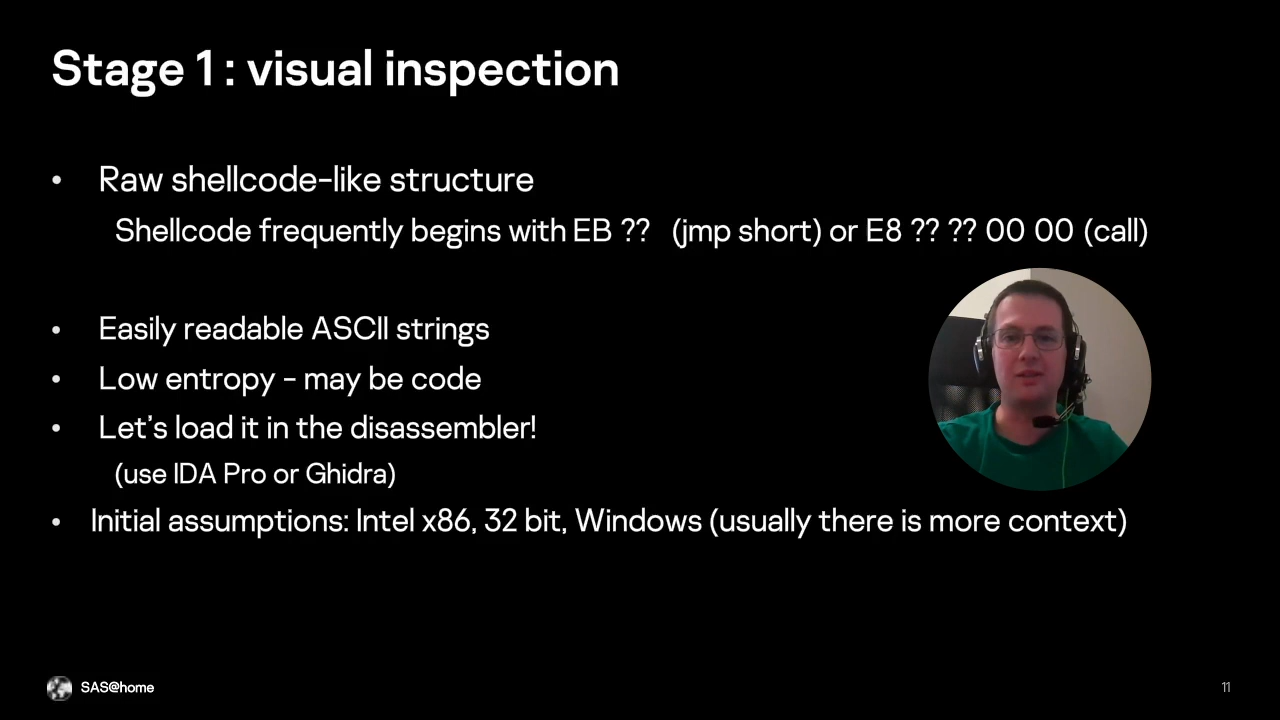 Stage 1 : visual inspection
• Raw shellcode-like structure
Shellcode frequently begins with EB ?? (jmp short) or E8 ?? ?? 00 00 (call)
• Easily readable ASCII strings
• Low entropy - may be code
• Let's load it in the disassembler!
(use IDA Pro or Ghidra)
• Initial assumptions: Intel x86, 32 bit, Windows (usually there is more context)
SAS@home
11